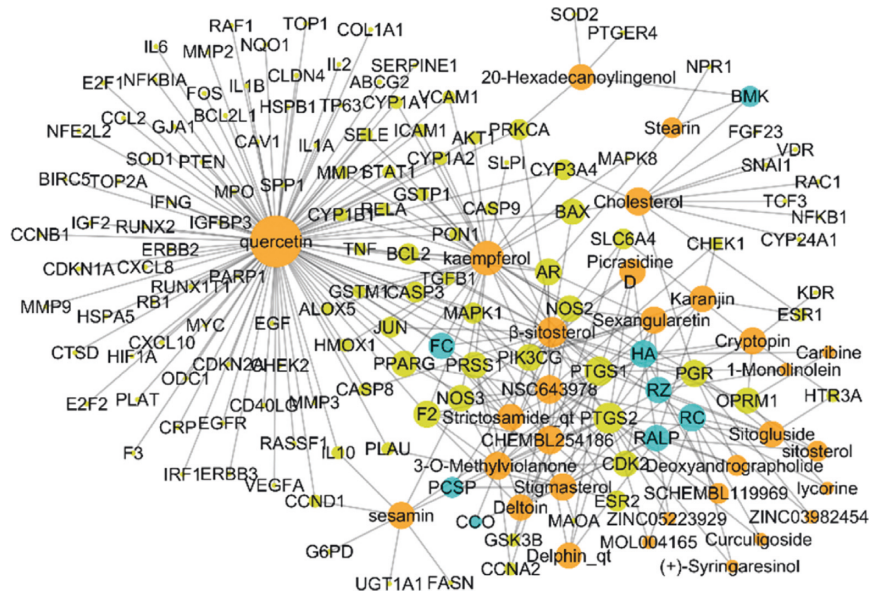 SOD2
PTGER4
RAF1
TOP1
COL1A1
IL6
MMP2
NQO1
IL2
SERPINE1
NPR1
E2F1
NFKBIA
IL1B
CLDN4
ABCG2
20-Hexadecanoylingenol
BMK
FOS
HSPB1
TP63
CYP1A1
VCAM1
CCL2
BCL2L1
Stearin
NFE2L2
GJA1
CAV1
IL1A
SELE
ICAM1
AKT1
PRKCA
FGF23
SOD1
PTEN
CYP1A2
SLPI
MAPK8
VDR
BIRC5
TOP2A
MPO
SPP1
MMP1
STAT1
CYP3A4
SNAI1
IFNG
GSTP1
Cholesterol
RAC1
CCNB1
IGF2
RUNX2
IGFBP3
CYP1B1
RELA
CASP9
BAX
TCF3
NFKB1
quercetin
PON1
SLC6A4
CHEK1
CYP24A1
ERBB2
TNF
BCL2
kaempferol
Picrasidine
D
CDKN1A
CXCL8
PARP1
TGFB1
AR
RUNX1T1
GSTM1
CASP3
Karanjin
KDR
MMP9
HSPA5
RB1
ALOX5
MAPK1
NOS2
Sexangularetin
ESR1
MYC
EGF
JUN
β-sitosterol
CTSD
HIF1A
CXCL10
HMOX1
FC
PIK3CG
HA
Cryptopin
Caribine
CDKN2A
CHEK2
PPARG
PRSS1
PTGS1
PGR
1-Monolinolein
ODC1
CASP8
NOS3
NSC643978
RZ
OPRM1
HTR3A
E2F2
PLAT
CD40LG
MMP3
F2
Strictosamide_qt
PTGS2
RC
CRP
EGFR
RASSF1
PLAU
CHEMBL254186
RALP
Sitogluside
sitosterol
F3
IL10
3-O-Methylviolanone
CDK2
Deoxyandrographolide
IRF1
ERBB3
VEGFA
PCSP
Stigmasterol
SCHEMBL119969
lycorine
CCND1
sesamin
CCO
Deltoin
MAOA
ESR2
ZINC05223929
ZINC03982454
G6PD
GSK3B
Delphin_qt
MOL004165
Curculigoside
UGT1A1
FASN
CCNA2
(+)-Syringaresinol